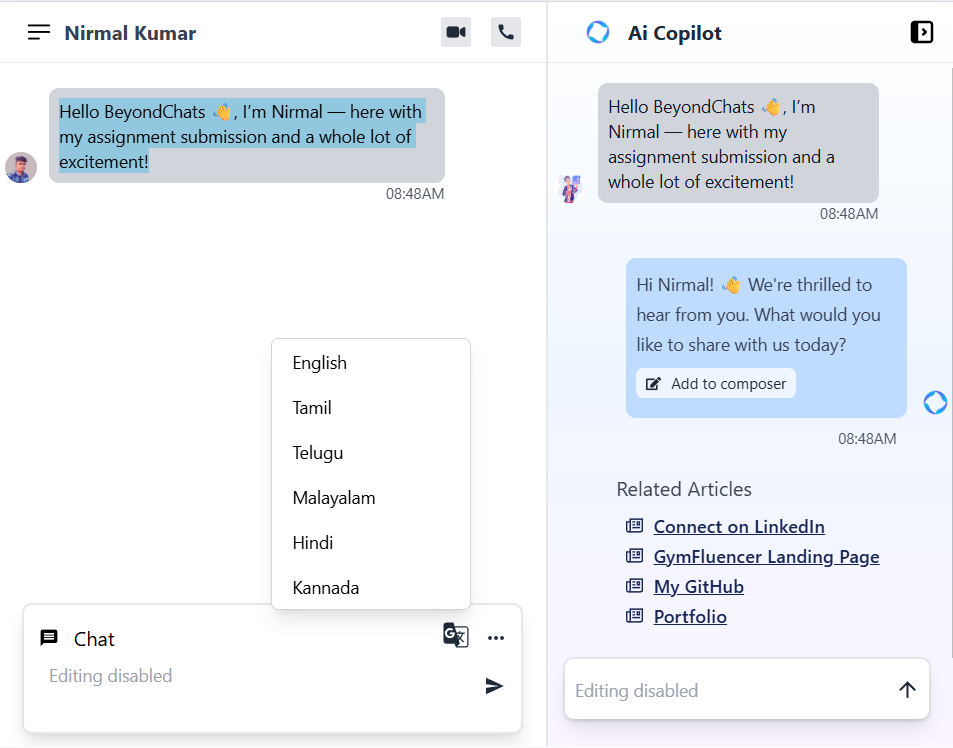 Nirmal Kumar
Hello BeyondChats 👋, I’m Nirmal — here with
my assignment submission and a whole lot of
excitement!
08:48AM
English
Tamil
Telugu
Malayalam
Hindi
Kannada
Chat
Editing disabled
Ai Copilot
Hello BeyondChats 👋, I’m
Nirmal — here with my
assignment submission and a
whole lot of excitement!
08:48AM
Hi Nirmal! 👋 We're thrilled to
hear from you. What would you
like to share with us today?
Add to composer
08:48AM
Related Articles
Connect on LinkedIn
GymFluencer Landing Page
My GitHub
Portfolio
Editing disabled